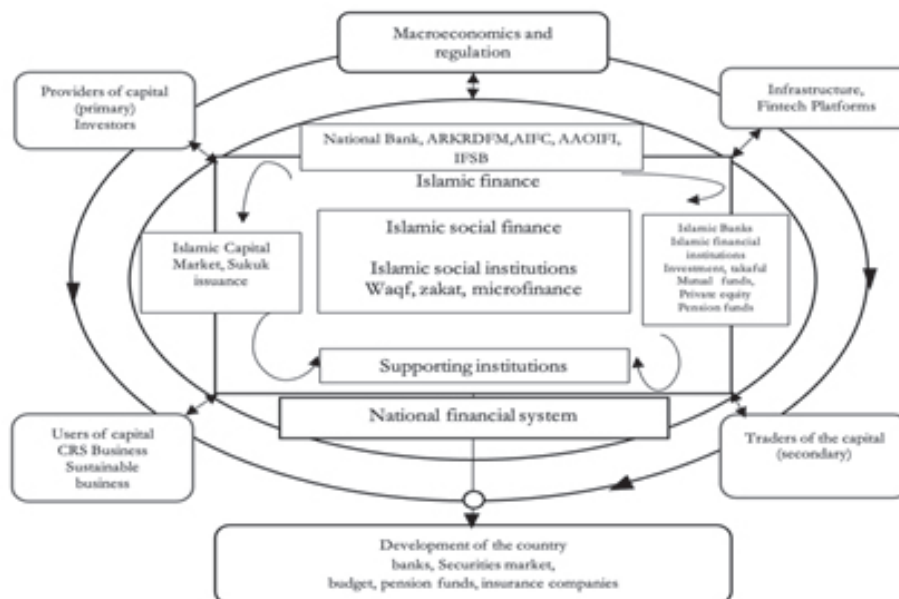 Macroeconomics and
regulation
Providers of capital
(primary)
Investors
Infrastructure,
Fintech Platforms
National Bank, ARKRDFM,AIFC, AAOIFI,
IFSB
Islamic finance
Islamic Capital
Market, Sukuk
issuance
Islamic social finance
Islamic social institutions
Waqf, zakat, microfinance
Islamic Banks
Islamic financial
institutions
Investment, takaful
Mutual funds,
Private equity
Pension funds
Supporting institutions
National financial system
Users of capital
CRS Business
Sustainable
business
Traders of the capital
(secondary)
Development of the country
banks, Securities market,
budget, pension funds, insurance companies